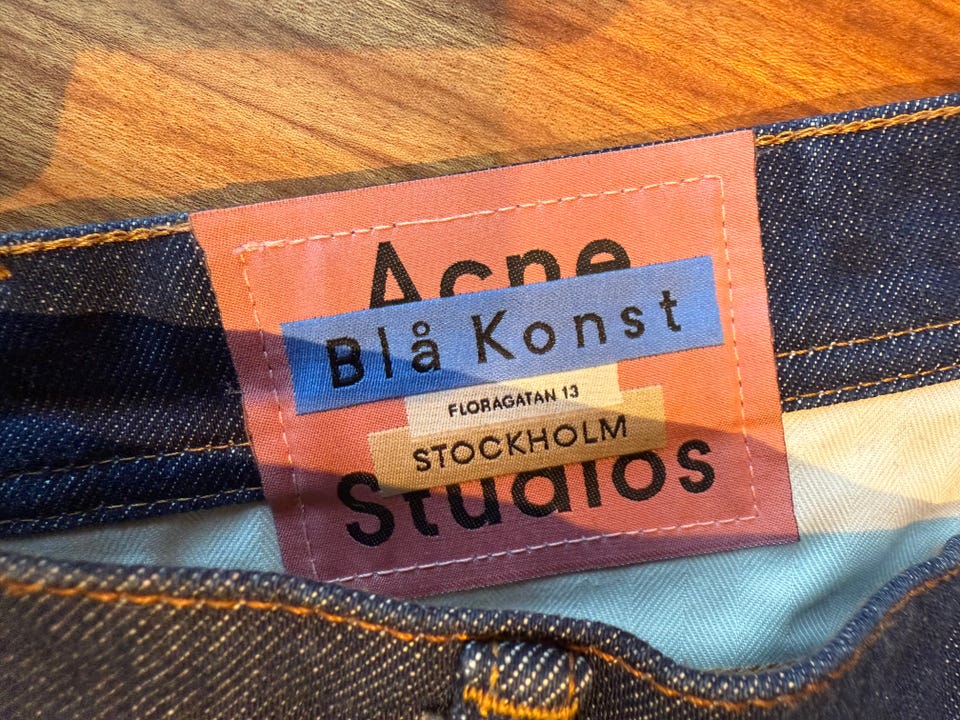 Acne
Blå Konst
FLORAGATAN 13
STOCKHOLM
Studios